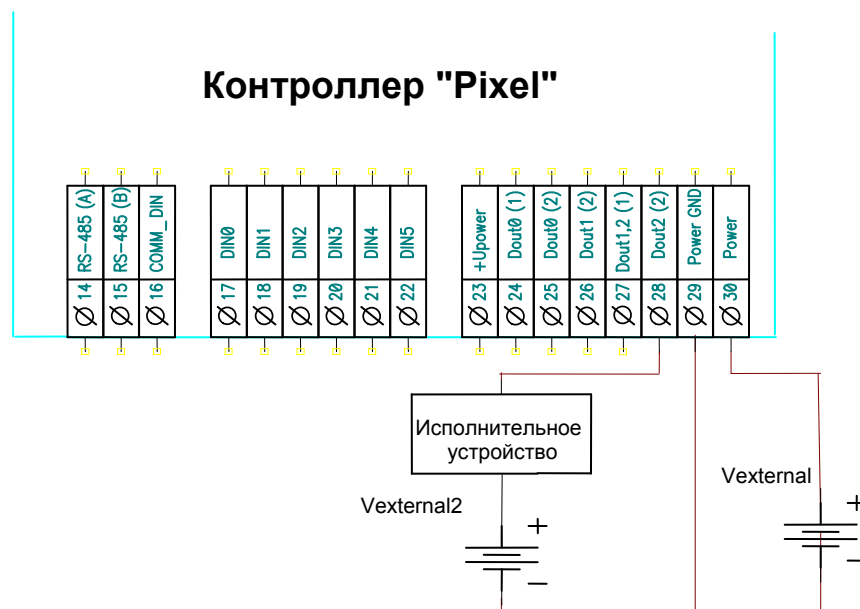 Контроллер "Pixel"
14 RS-485 (A)
15 RS-485 (B)
16 COMM_DIN
17 DIN0
18 DIN1
19 DIN2
20 DIN3
21 DIN4
22 DIN5
23 +Upower
24 Dout0 (1)
25 Dout0 (2)
26 Dout1 (2)
27 Dout1,2 (1)
28 Dout2 (2)
29 Power GND
30 Power
Исполнительное
устройство
Vexternal
Vexternal2
+
−
+
−